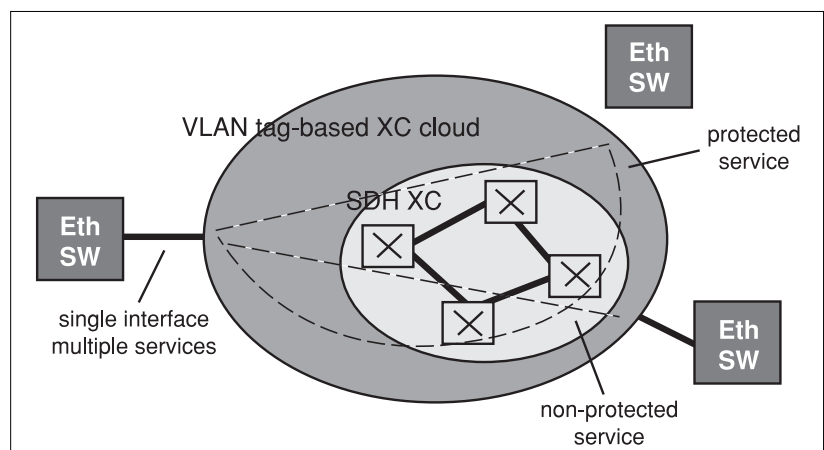 Eth
SW
VLAN tag-based XC cloud
protected
service
SDH XC
Eth
SW
single interface
multiple services
Eth
SW
non-protected
service